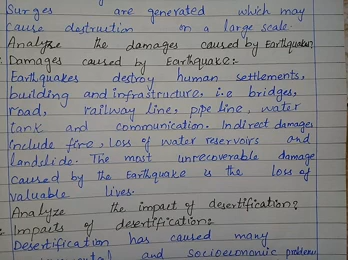 Surges are generated which may
cause destruction on a large scale.
Analyze the damages caused by Earthquake?
Damages caused by Earthquake:-
Earthquakes destroy human settlements,
building and infrastructure. i.e bridges,
road, railway line, pipe line, water
tank and communication. Indirect damages
include fire, loss of water reservoirs and
landslide. The most unrecoverable damage
caused by the Earthquake is the loss of
valuable lives.
Analyze the impact of desertification?
Impacts of desertification:
Desertification has caused many
and socioeconomic problems